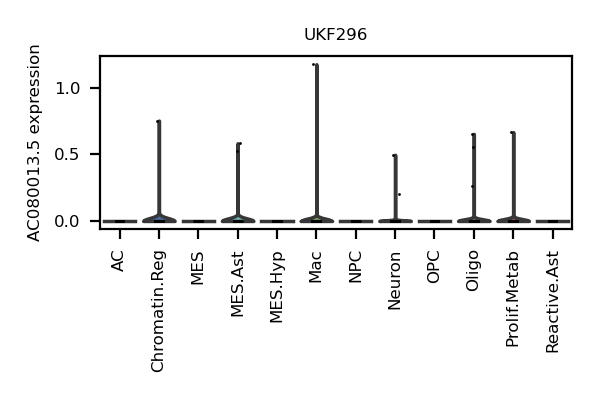 UKF296
AC080013.5 expression
1.0
0.5
0.0
AC
Chromatin.Reg
MES
MES.Ast
MES.Hyp
Mac
NPC
Neuron
OPC
Oligo
Prolif.Metab
Reactive.Ast